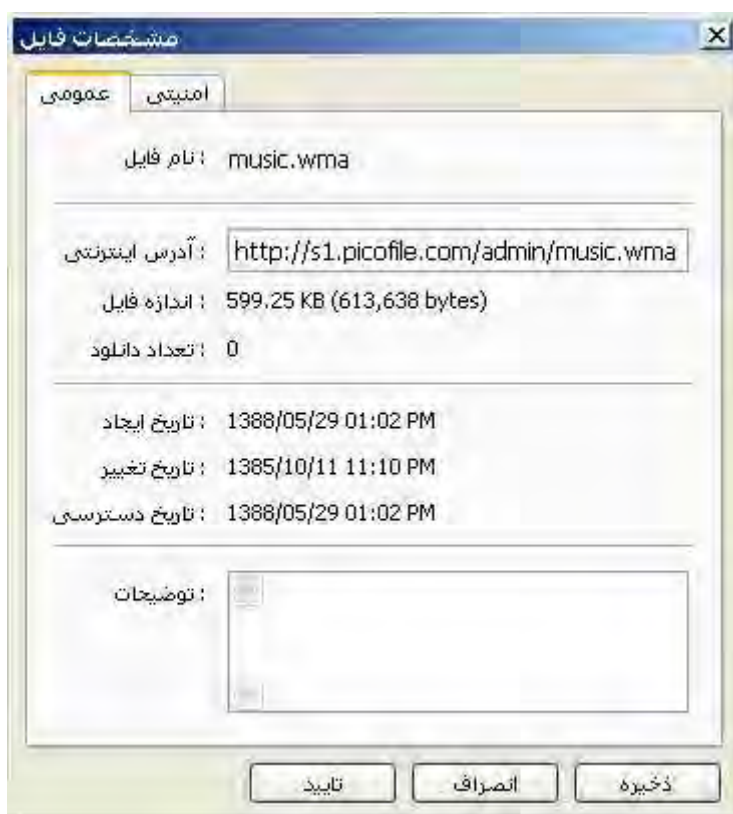 مشخصات فایل
عمومی
امنیتی
نام فایل : music.wma
آدرس اینترنتی : http://s1.picofile.com/admin/music.wma
اندازه فایل : 599.25 KB (613,638 bytes)
تعداد دانلود : 0
تاریخ ایجاد : 1388/05/29 01:02 PM
تاریخ تغییر : 1385/10/11 11:10 PM
تاریخ دسترسی : 1388/05/29 01:02 PM
توضیحات :
تایید
انصراف
ذخیره